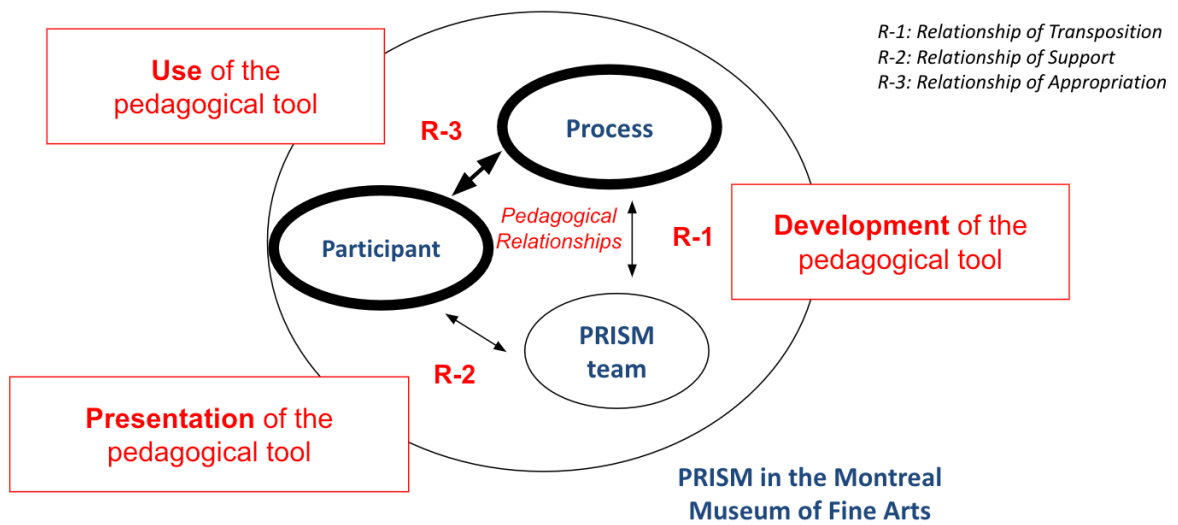 R-1: Relationship of Transposition
R-2: Relationship of Support
R-3: Relationship of Appropriation
Use of the
pedagogical tool
R-3
Process
Pedagogical
Relationships
R-1
Participant
Development of the
pedagogical tool
PRISM
team
R-2
Presentation of the
pedagogical tool
PRISM in the Montreal
Museum of Fine Arts